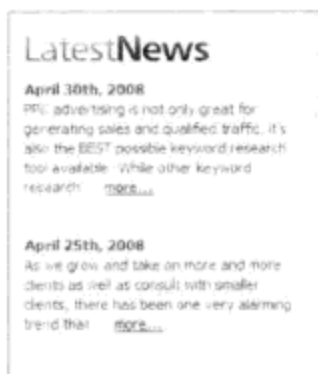 LatestNews
April 30th, 2008
PPC advertising is not only great for
generating sales and qualified traffic, it's
also the BEST possible keyword research
tool available. While other keyword
research more...
April 25th, 2008
As we grow and take on more and more
clients as well as consult with smaller
clients, there has been one very alarming
trend that more...